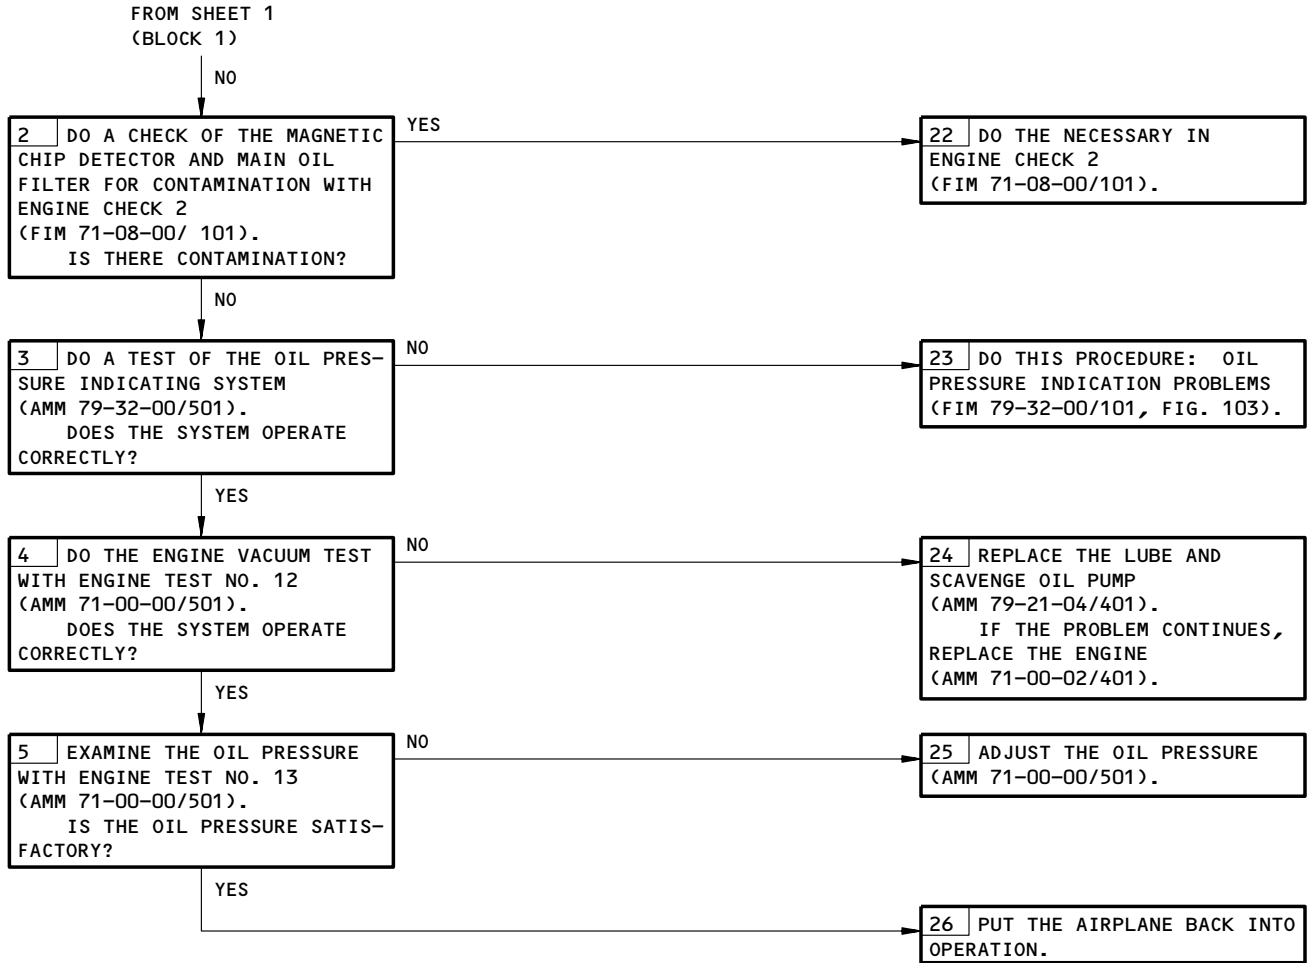 FROM SHEET 1
(BLOCK 1)
NO
2 DO A CHECK OF THE MAGNETIC
CHIP DETECTOR AND MAIN OIL
FILTER FOR CONTAMINATION WITH
ENGINE CHECK 2
(FIM 71-08-00/ 101).
IS THERE CONTAMINATION?
YES
22 DO THE NECESSARY IN
ENGINE CHECK 2
(FIM 71-08-00/101).
NO
3 DO A TEST OF THE OIL PRES-
SURE INDICATING SYSTEM
(AMM 79-32-00/501).
DOES THE SYSTEM OPERATE
CORRECTLY?
NO
23 DO THIS PROCEDURE: OIL
PRESSURE INDICATION PROBLEMS
(FIM 79-32-00/101, FIG. 103).
YES
4 DO THE ENGINE VACUUM TEST
WITH ENGINE TEST NO. 12
(AMM 71-00-00/501).
DOES THE SYSTEM OPERATE
CORRECTLY?
NO
24 REPLACE THE LUBE AND
SCAVENGE OIL PUMP
(AMM 79-21-04/401).
IF THE PROBLEM CONTINUES,
REPLACE THE ENGINE
(AMM 71-00-02/401).
YES
5 EXAMINE THE OIL PRESSURE
WITH ENGINE TEST NO. 13
(AMM 71-00-00/501).
IS THE OIL PRESSURE SATIS-
FACTORY?
NO
25 ADJUST THE OIL PRESSURE
(AMM 71-00-00/501).
YES
26 PUT THE AIRPLANE BACK INTO
OPERATION.